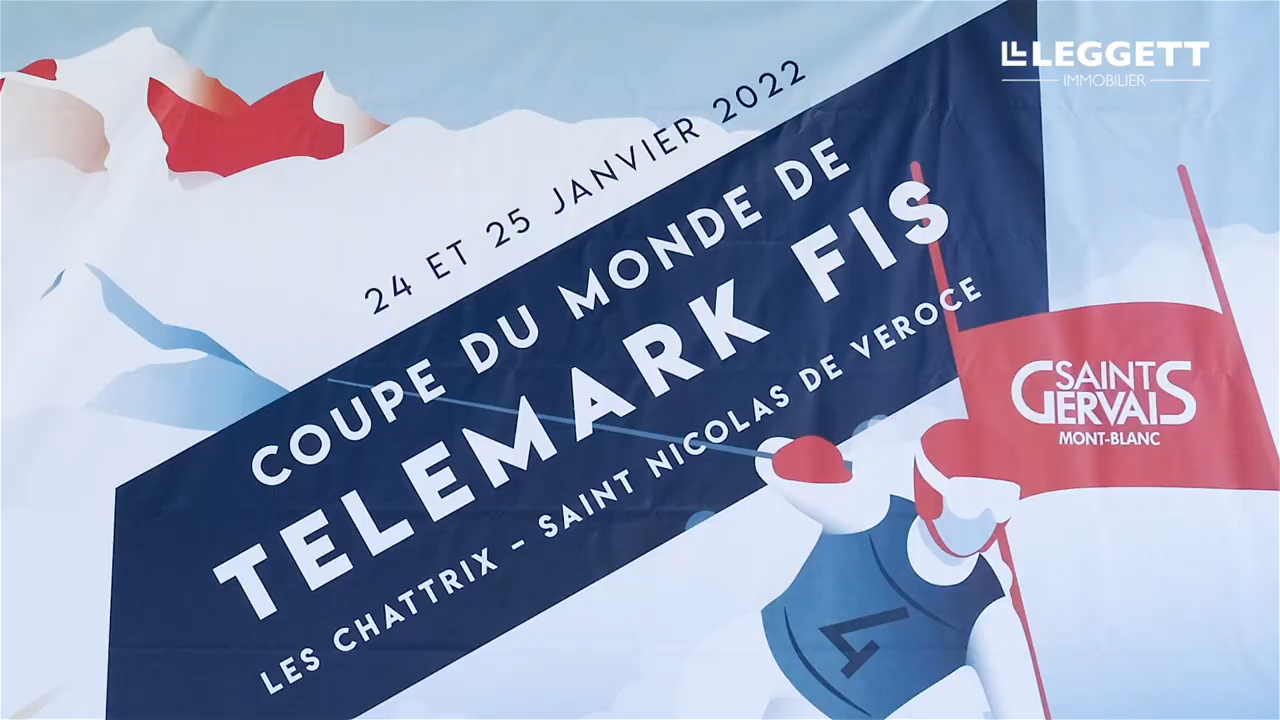 LEGGETT
IMMOBILIER
24 ET 25 JANVIER 2022
COUPE DU MONDE DE
TELEMARK FIS
LES CHATTRIX - SAINT NICOLAS DE VEROCE
SAINT
GERVAIS
MONT-BLANC
4